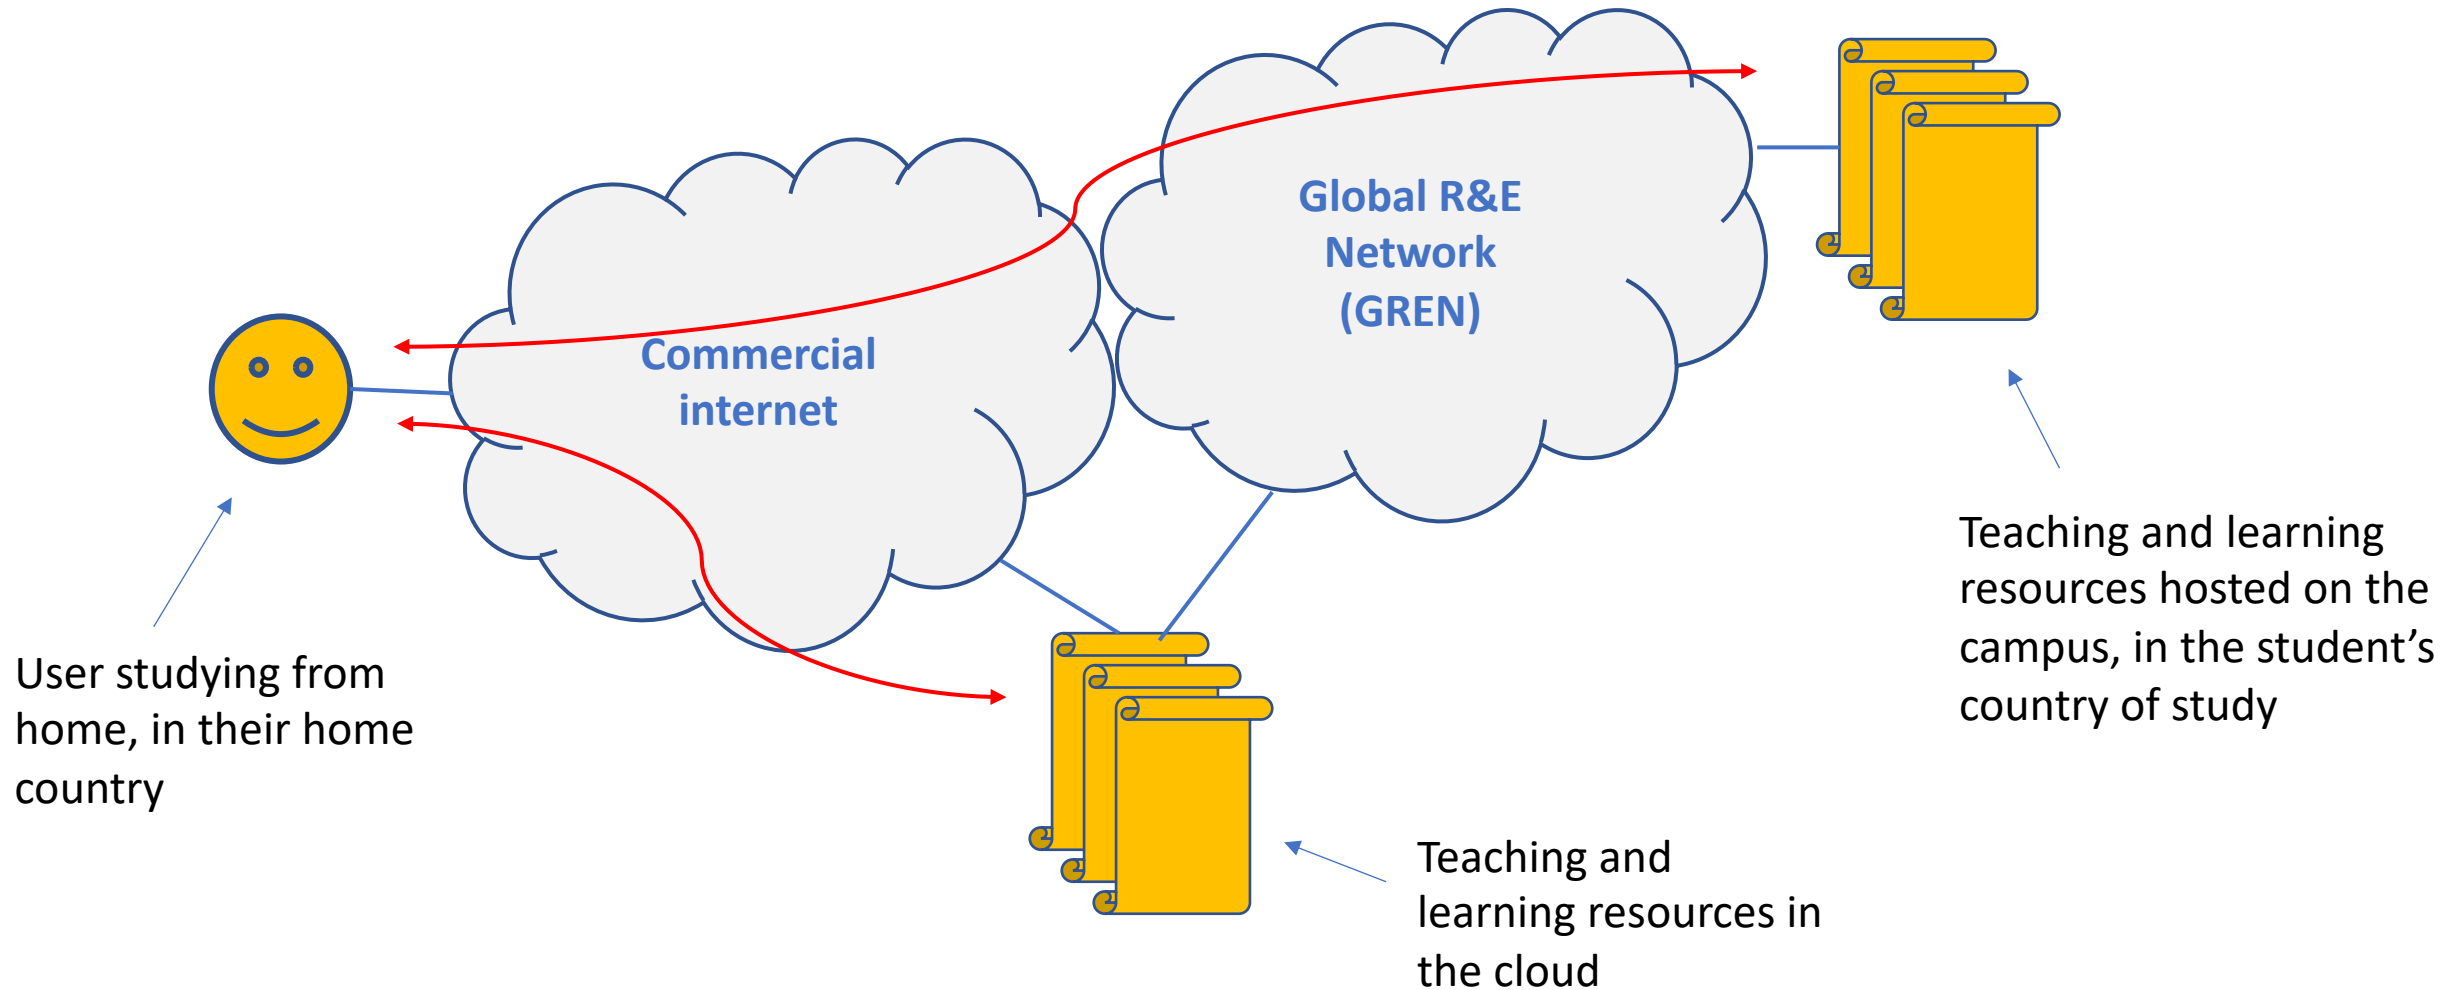 Global R&E
Network
(GREN)
Commercial
internet
User studying from
home, in their home
country
Teaching and learning
resources hosted on the
campus, in the student’s
country of study
Teaching and
learning resources in
the cloud